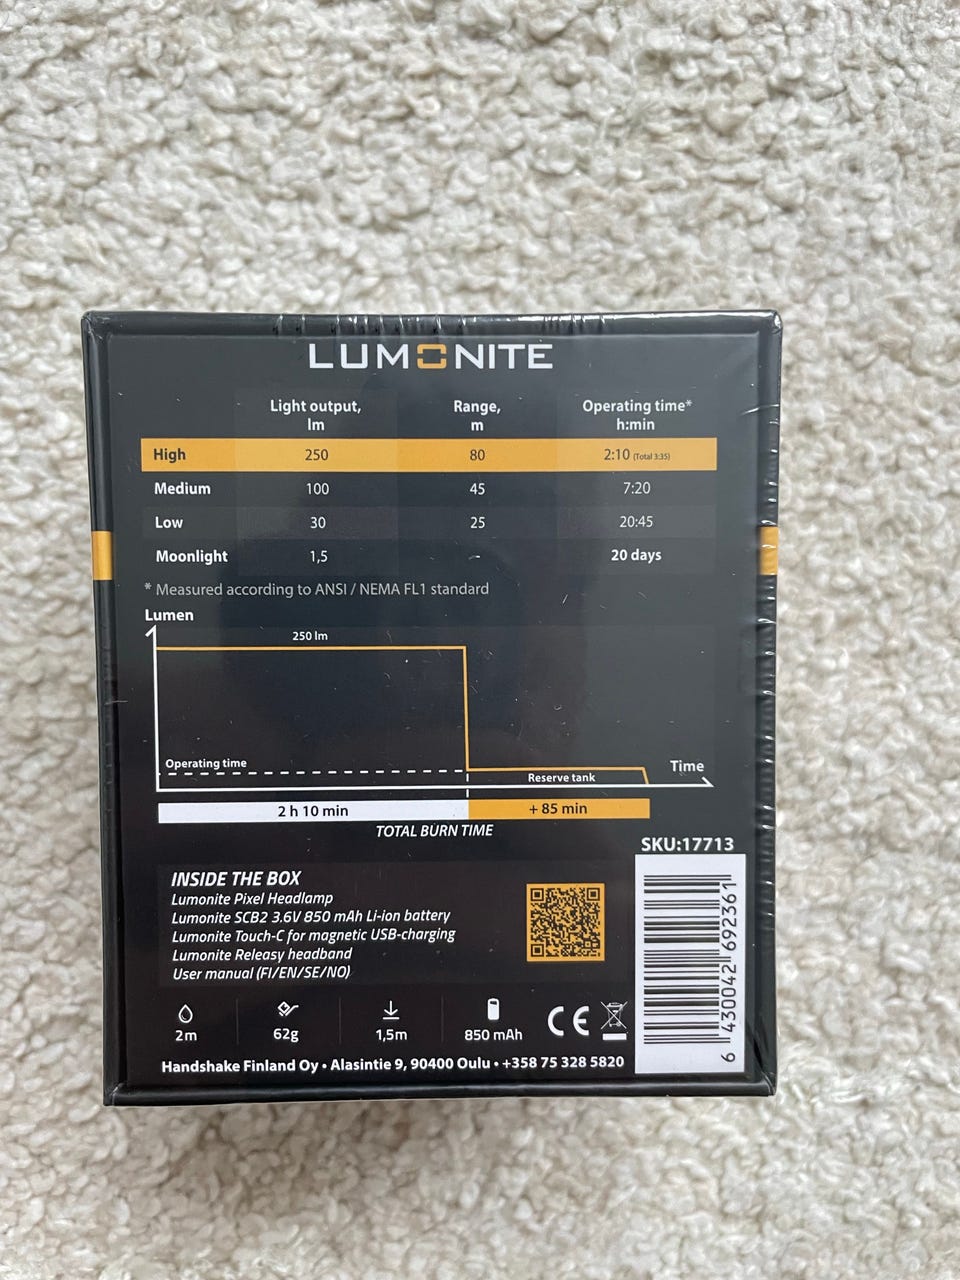 LUMONITE
Light output, lm Range, m Operating time* h:min
High 250 80 2:10 (Total 3:35)
Medium 100 45 7:20
Low 30 25 20:45
Moonlight 1,5 - 20 days
* Measured according to ANSI / NEMA FL1 standard
Lumen
250 lm
Operating time
Time
Reserve tank
2 h 10 min + 85 min
TOTAL BURN TIME
SKU:17713
INSIDE THE BOX
Lumonite Pixel Headlamp
Lumonite SCB2 3.6V 850 mAh Li-ion battery
Lumonite Touch-C for magnetic USB-charging
Lumonite Releasy headband
User manual (FI/EN/SE/NO)
2m 62g 1,5m 850 mAh CE
Handshake Finland Oy • Alasintie 9, 90400 Oulu • +358 75 328 5820
6 430042 692361